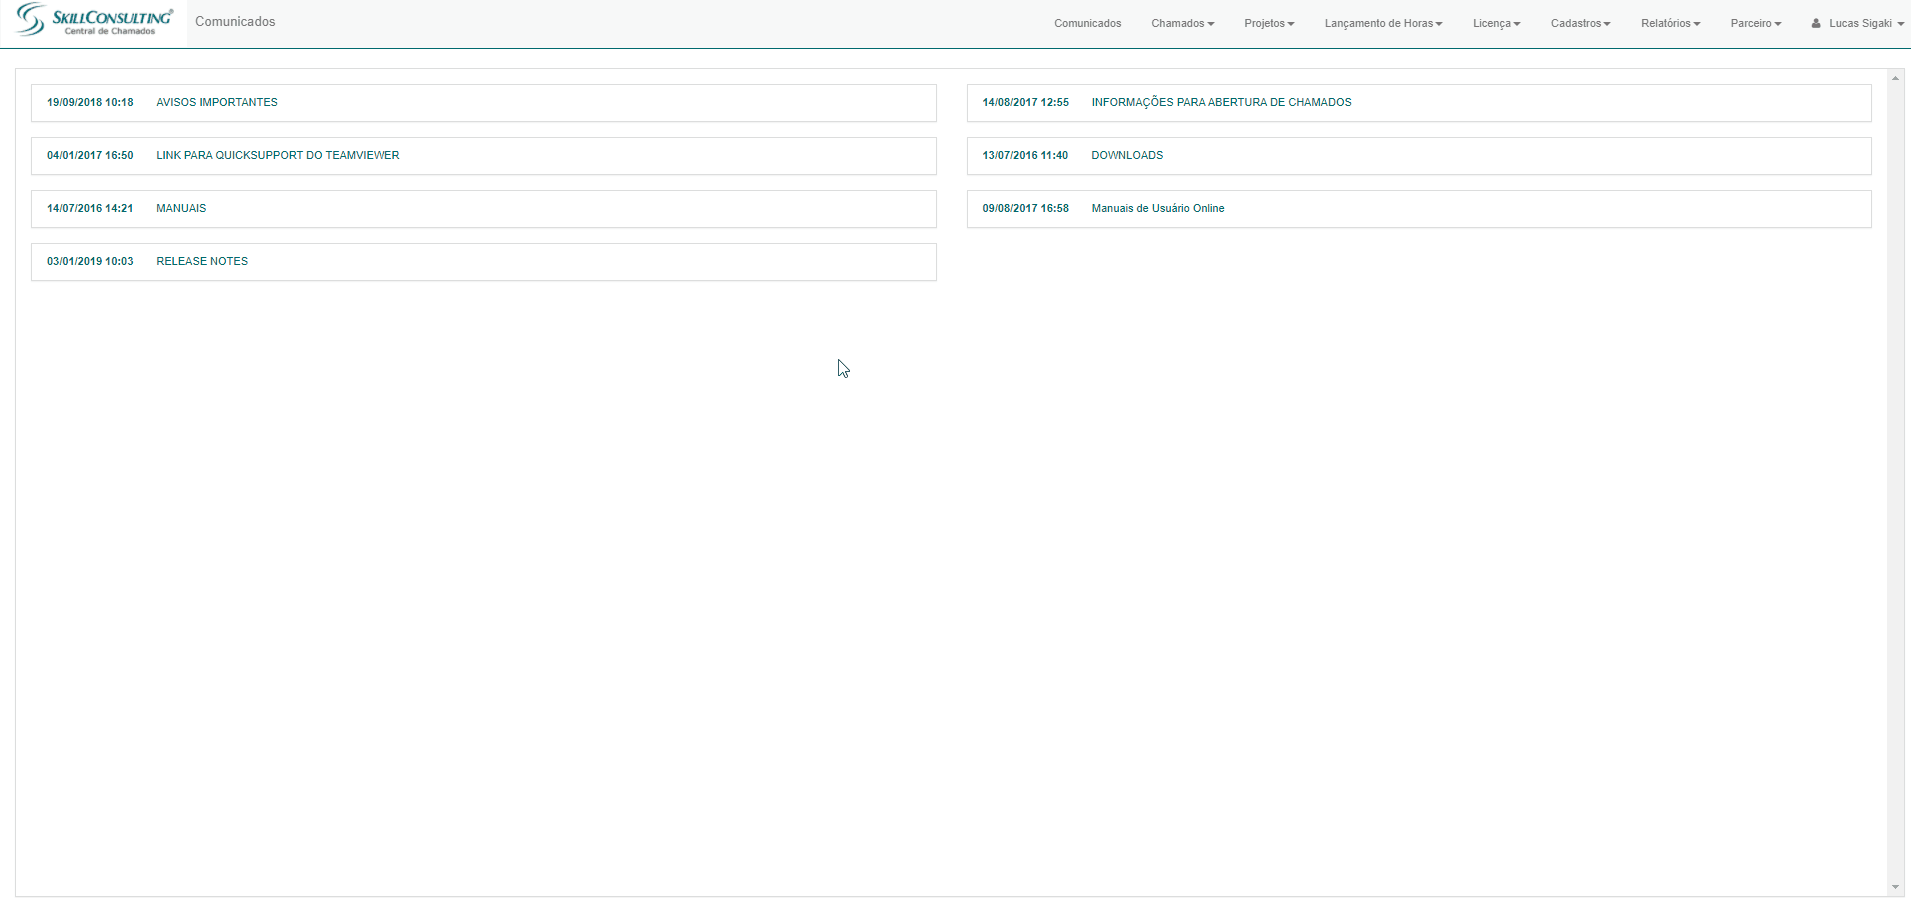 SKILLCONSULTING®
Central de Chamados
Comunicados
Comunicados Chamados Projetos Lançamento de Horas Licença Cadastros Relatórios Parceiro Lucas Sigaki
19/09/2018 10:18 AVISOS IMPORTANTES
14/08/2017 12:55 INFORMAÇÕES PARA ABERTURA DE CHAMADOS
04/01/2017 16:50 LINK PARA QUICKSUPPORT DO TEAMVIEWER
13/07/2016 11:40 DOWNLOADS
14/07/2016 14:21 MANUAIS
09/08/2017 16:58 Manuais de Usuário Online
03/01/2019 10:03 RELEASE NOTES